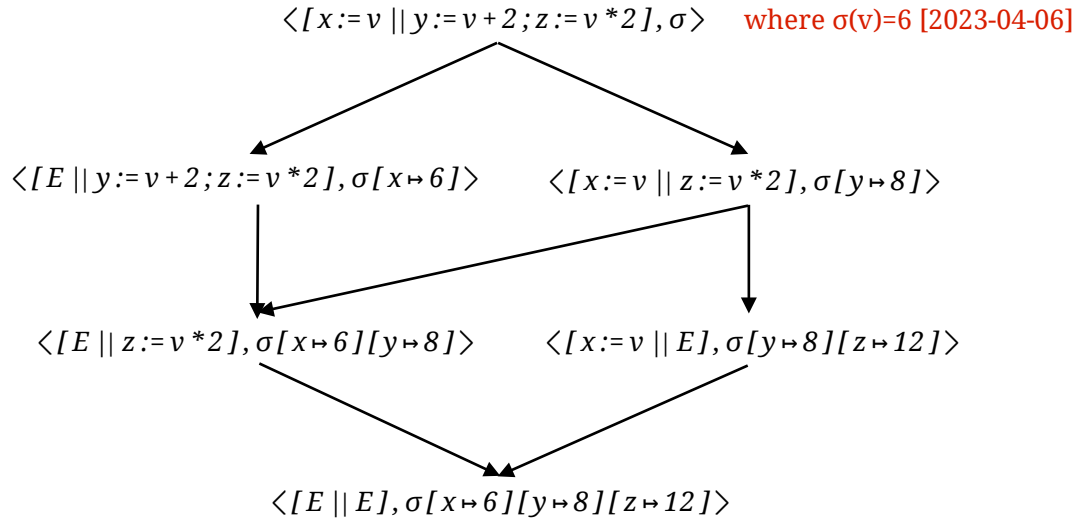 ⟨[x:=v || y:=v+2;z:=v*2],σ⟩ where σ(v)=6 [2023-04-06]
⟨[E || y:=v+2;z:=v*2],σ[x↦6]⟩ ⟨[x:=v || z:=v*2],σ[y↦8]⟩
⟨[E || z:=v*2],σ[x↦6][y↦8]⟩ ⟨[x:=v || E],σ[y↦8][z↦12]⟩
⟨[E || E],σ[x↦6][y↦8][z↦12]⟩